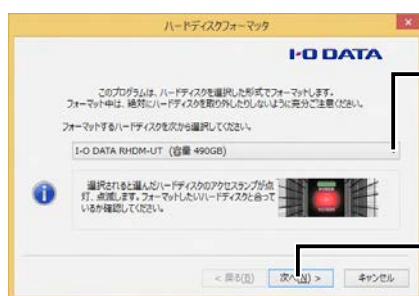 ハードディスクフォーマッタ
I-O DATA
このプログラムは、ハードディスクを選択した形式でフォーマットします。
フォーマット中は、絶対にハードディスクを取り外したりしないように充分ご注意ください。
フォーマットするハードディスクを次から選択してください。
I-O DATA RHDM-UT (容量 490GB)
選択されると選んだハードディスクのアクセスランプが点
灯、点滅します。フォーマットしたいハードディスクと合って
いるか確認してください。
POWER
< 戻る(B)
次へ(N) >
キャンセル